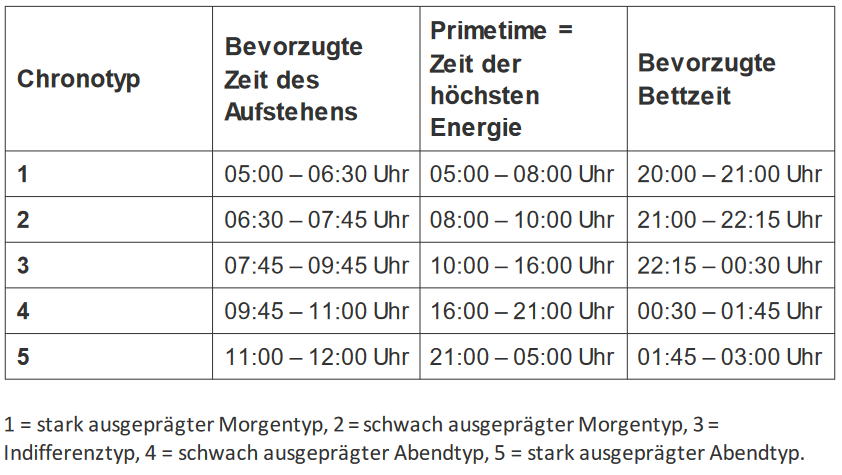 Chronotyp
Bevorzugte
Zeit des
Aufstehens
Primetime =
Zeit der
höchsten
Energie
Bevorzugte
Bettzeit
1 05:00 – 06:30 Uhr 05:00 – 08:00 Uhr 20:00 – 21:00 Uhr
2 06:30 – 07:45 Uhr 08:00 – 10:00 Uhr 21:00 – 22:15 Uhr
3 07:45 – 09:45 Uhr 10:00 – 16:00 Uhr 22:15 – 00:30 Uhr
4 09:45 – 11:00 Uhr 16:00 – 21:00 Uhr 00:30 – 01:45 Uhr
5 11:00 – 12:00 Uhr 21:00 – 05:00 Uhr 01:45 – 03:00 Uhr
1 = stark ausgeprägter Morgentyp, 2 = schwach ausgeprägter Morgentyp, 3 =
Indifferenztyp, 4 = schwach ausgeprägter Abendtyp, 5 = stark ausgeprägter Abendtyp.